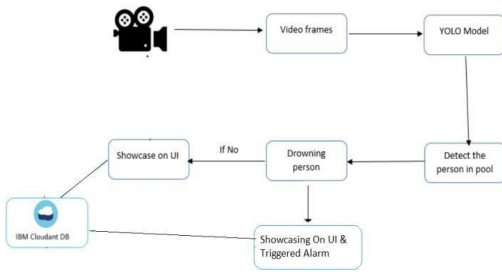 Video frames
YOLO Model
Detect the
person in pool
Drowning
person
If No
Showcase on UI
IBM Cloudant DB
Showcasing On UI &
Triggered Alarm